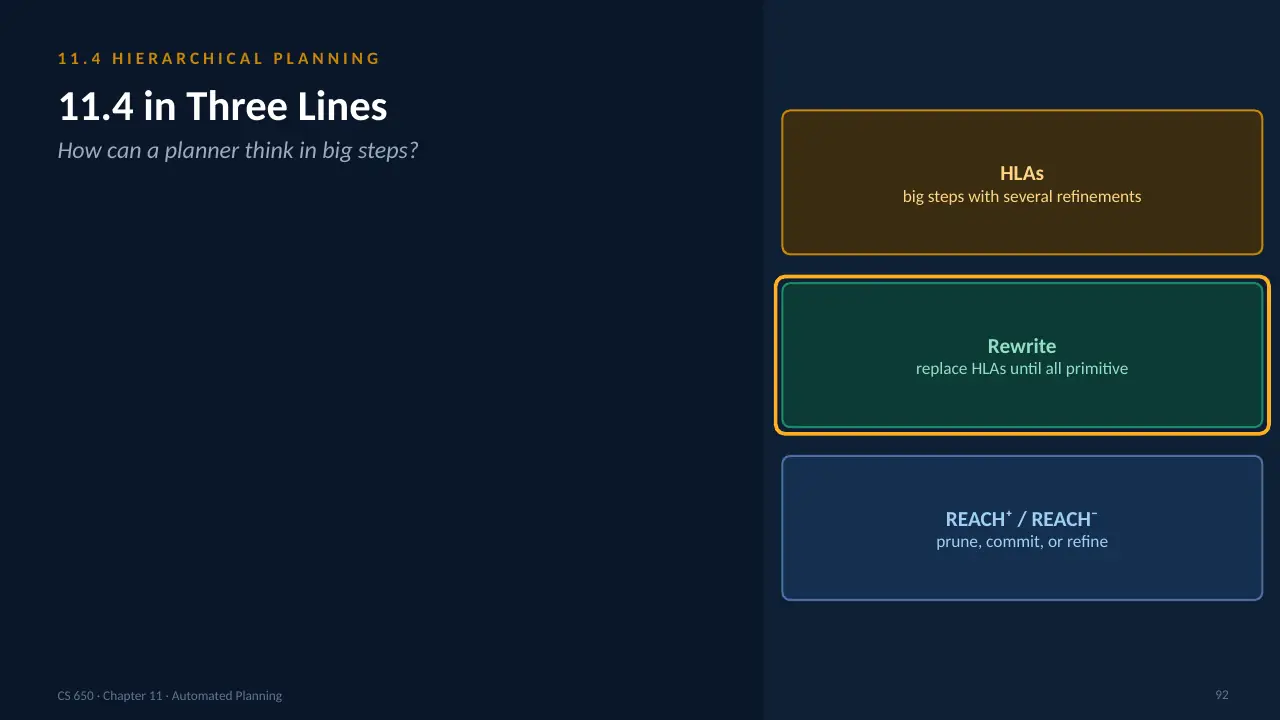 11.4 HIERARCHICAL PLANNING
11.4 in Three Lines
How can a planner think in big steps?
HLAs
big steps with several refinements
Rewrite
replace HLAs until all primitive
REACH⁺ / REACH⁻
prune, commit, or refine
CS 650 · Chapter 11 · Automated Planning
92